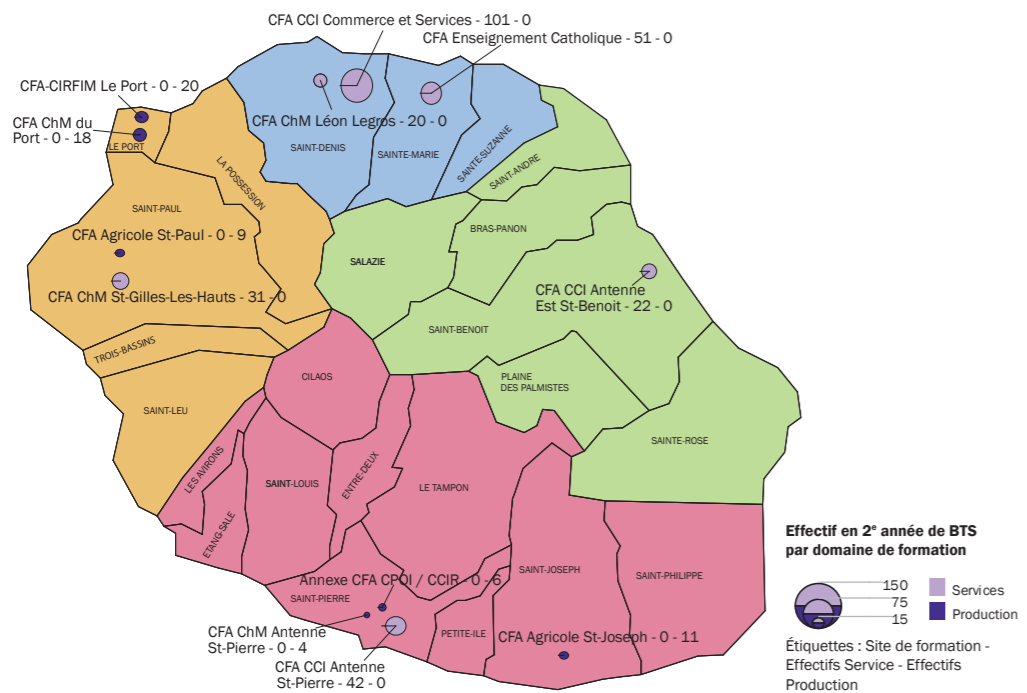 CFA CCI Commerce et Services - 101 - 0
CFA Enseignement Catholique - 51 - 0
CFA-CIRFIM Le Port - 0 - 20
CFA ChM du
Port - 0 - 18
LE PORT
CFA ChM Léon Legros - 20 - 0
SAINT-DENIS
SAINTE-MARIE
SAINTE-SUZANNE
SAINT-ANDRE
LA POSSESSION
SAINT-PAUL
CFA Agricole St-Paul - 0 - 9
BRAS-PANON
SALAZIE
CFA ChM St-Gilles-Les-Hauts - 31 - 0
CFA CCI Antenne
Est St-Benoit - 22 - 0
SAINT-BENOIT
TROIS-BASSINS
CILAOS
PLAINE
DES PALMISTES
SAINT-LEU
SAINTE-ROSE
LES AVIRONS
SAINT-LOUIS
ENTRE-DEUX
LE TAMPON
ETANG-SALE
SAINT-JOSEPH
SAINT-PHILIPPE
Annexe CFA CPOI / CCIR - 0 - 6
SAINT-PIERRE
CFA ChM Antenne
St-Pierre - 0 - 4
PETITE-ILE
CFA Agricole St-Joseph - 0 - 11
CFA CCI Antenne
St-Pierre - 42 - 0
Effectif en 2e année de BTS
par domaine de formation
150
75
15
Services
Production
Étiquettes : Site de formation -
Effectifs Service - Effectifs
Production